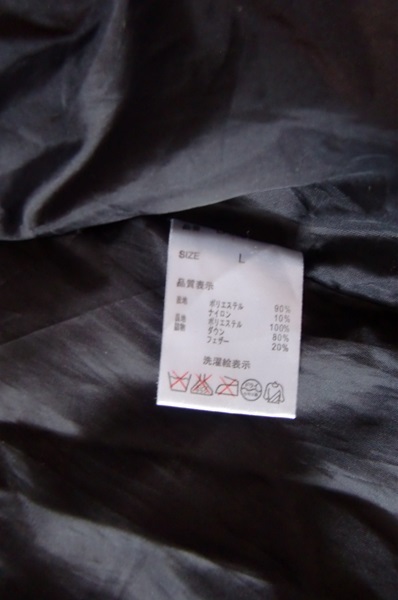 SIZE L
品質表示
表地 ポリエステル 90%
ナイロン 10%
ポリエステル 100%
ダウン 80%
フェザー 20%
洗濯絵表示